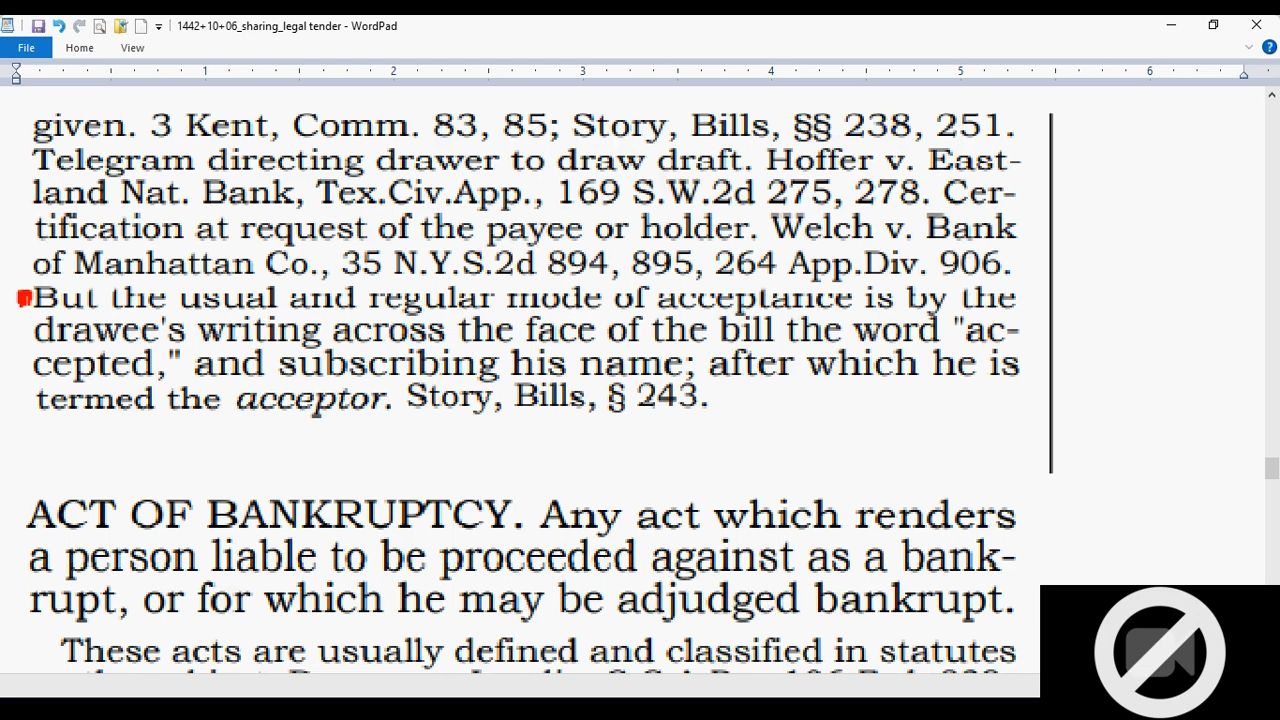 1442+10+06_sharing_legal tender - WordPad
File Home View
1 2 3 4 5 6
given. 3 Kent, Comm. 83, 85; Story, Bills, §§ 238, 251.
Telegram directing drawer to draw draft. Hoffer v. East-
land Nat. Bank, Tex.Civ.App., 169 S.W.2d 275, 278. Cer-
tification at request of the payee or holder. Welch v. Bank
of Manhattan Co., 35 N.Y.S.2d 894, 895, 264 App.Div. 906.
But the usual and regular mode of acceptance is by the
drawee's writing across the face of the bill the word "ac-
cepted," and subscribing his name; after which he is
termed the acceptor. Story, Bills, § 243.
ACT OF BANKRUPTCY. Any act which renders
a person liable to be proceeded against as a bank-
rupt, or for which he may be adjudged bankrupt.
These acts are usually defined and classified in statutes